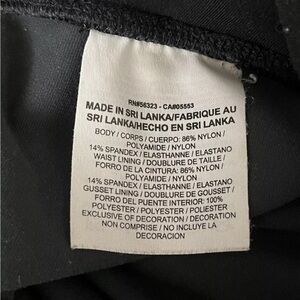 RN#56323 - CA#05553
MADE IN SRI LANKA/FABRIQUE AU
SRI LANKA/HECHO EN SRI LANKA
BODY / CORPS / CUERPO: 86% NYLON /
POLYAMIDE / NYLON
14% SPANDEX / ELASTHANNE / ELASTANO
WAIST LINING / DOUBLURE DE TAILLE /
FORRO DE LA CINTURA: 86% NYLON /
POLYAMIDE / NYLON
14% SPANDEX / ELASTHANNE / ELASTANO
GUSSET LINING / DOUBLURE DE GOUSSET /
FORRO DEL PUENTE INTERIOR: 100%
POLYESTER / POLYESTER / POLIESTER
EXCLUSIVE OF DECORATION / DECORATION
NON COMPRISE / NO INCLUYE LA
DECORACION